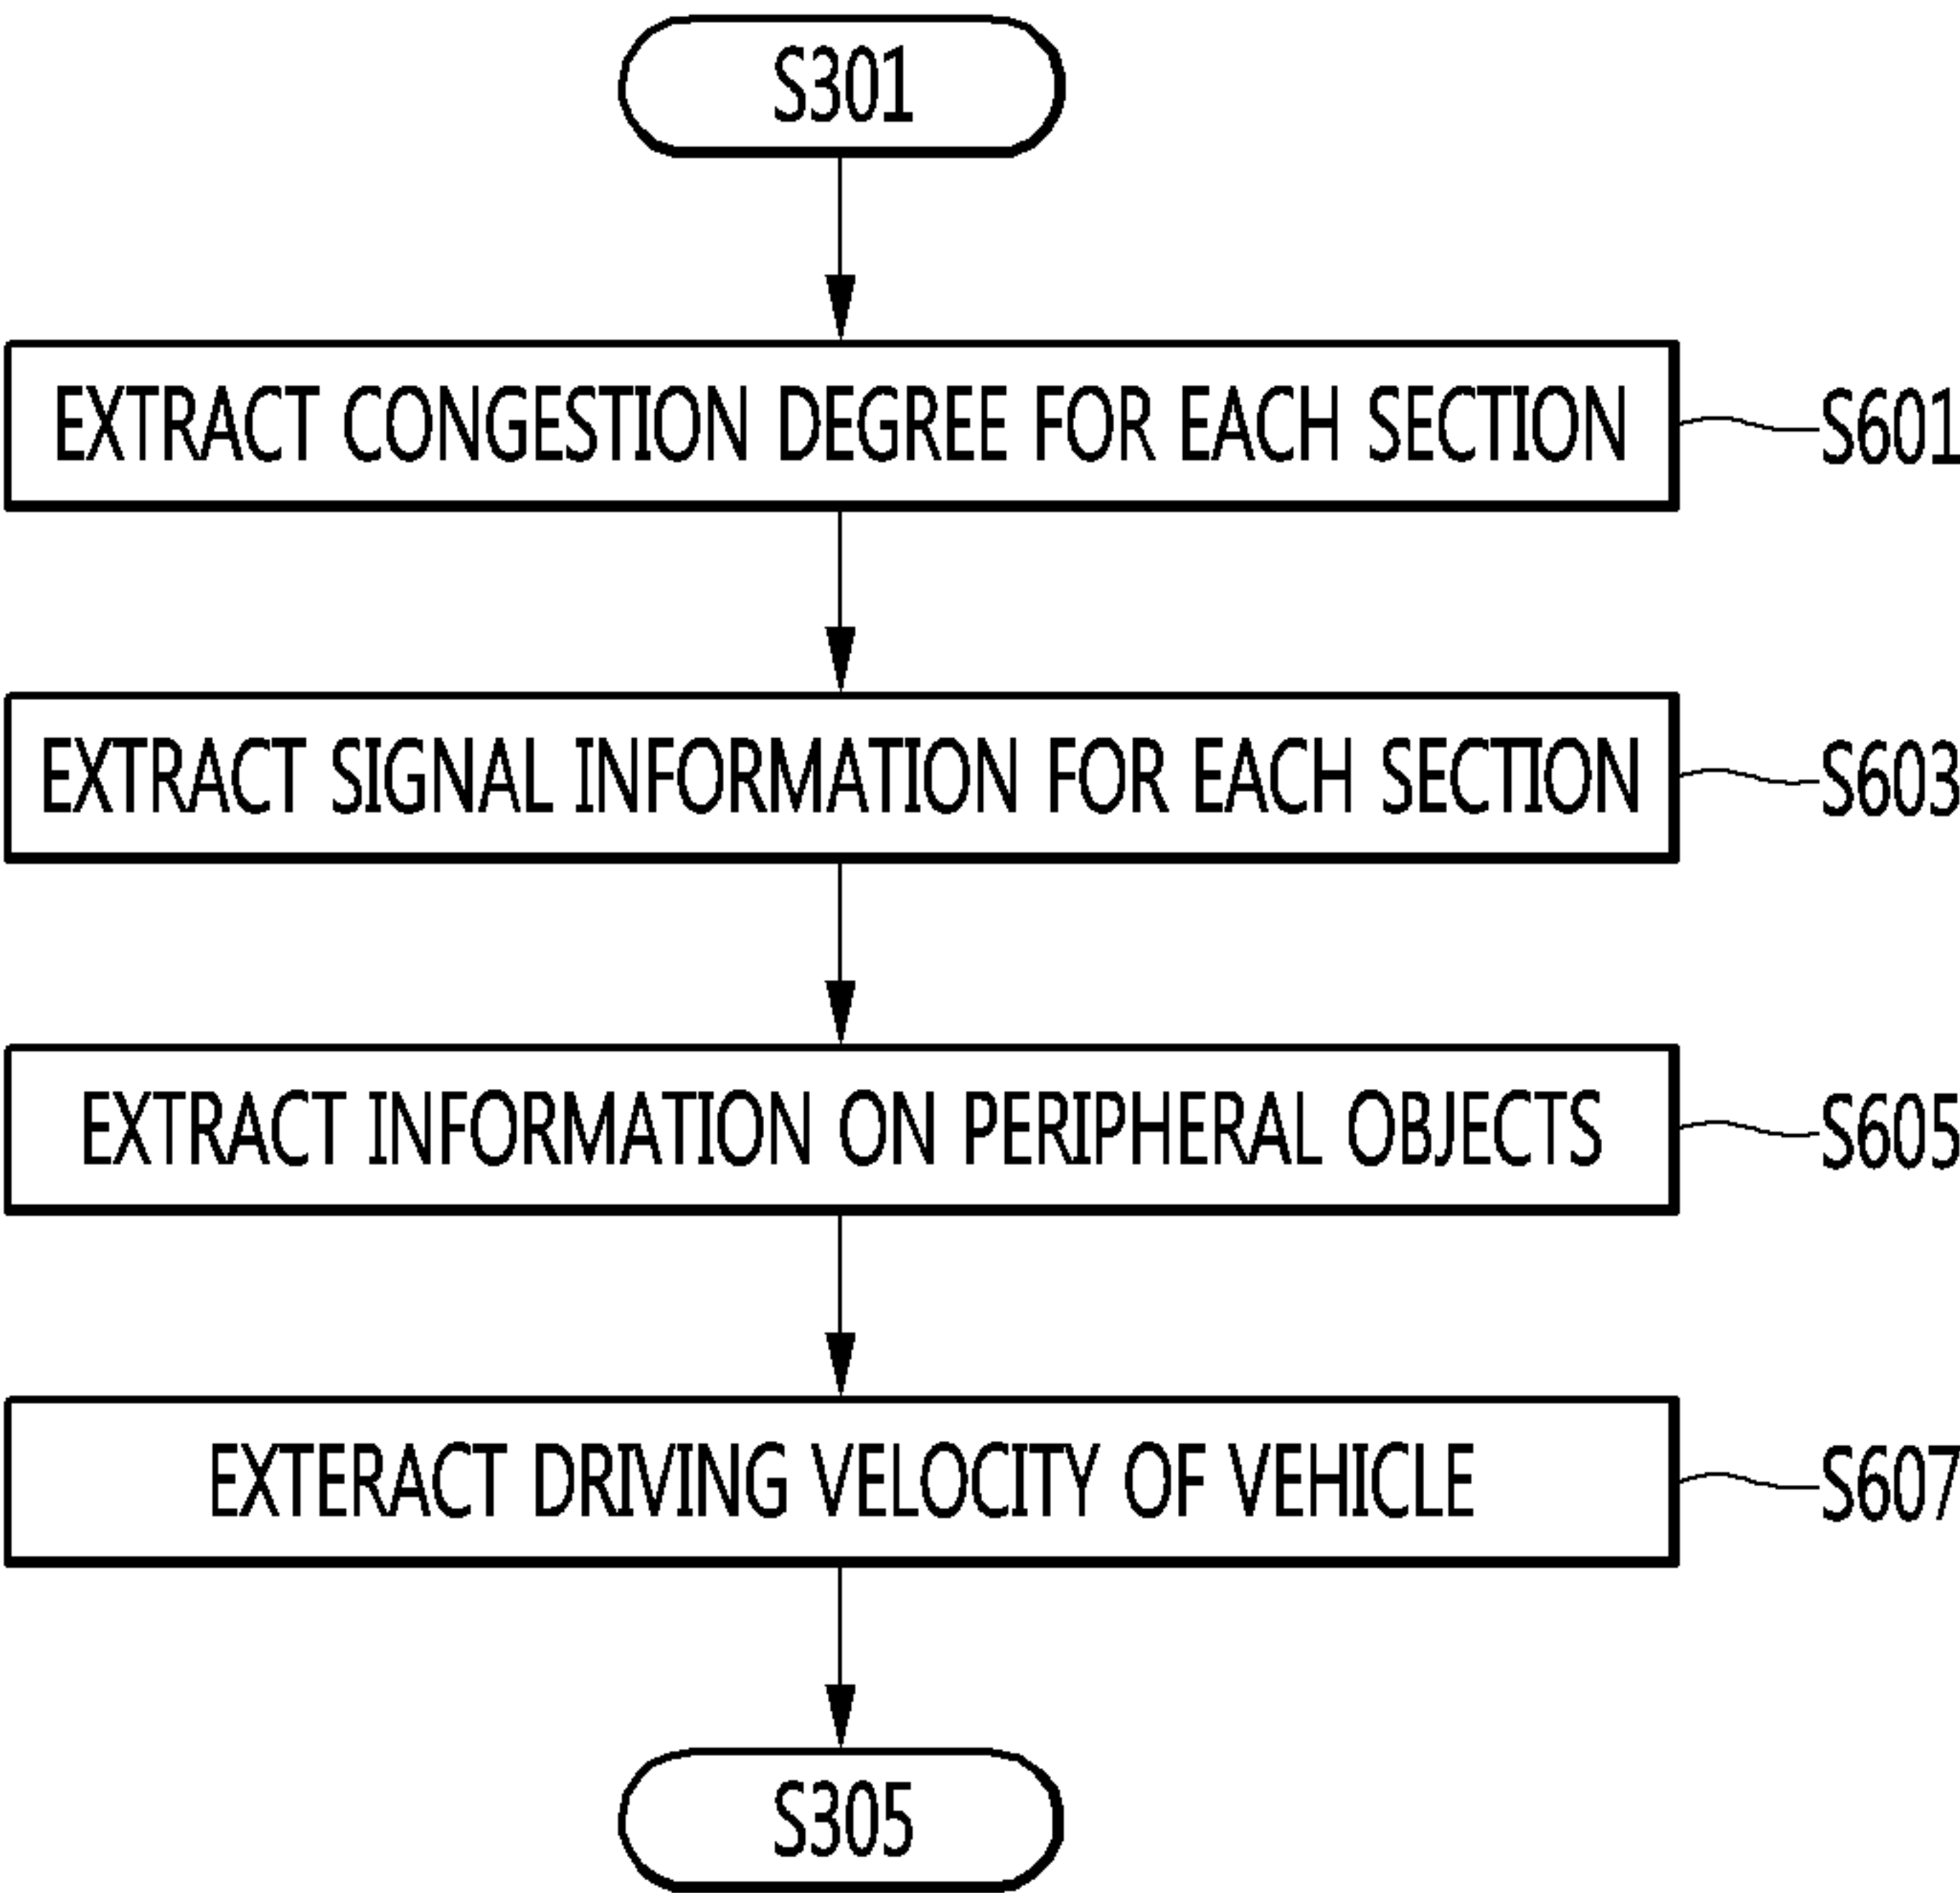 S301
EXTRACT CONGESTION DEGREE FOR EACH SECTION
S601
EXTRACT SIGNAL INFORMATION FOR EACH SECTION
S603
EXTRACT INFORMATION ON PERIPHERAL OBJECTS
S605
EXTERACT DRIVING VELOCITY OF VEHICLE
S607
S305